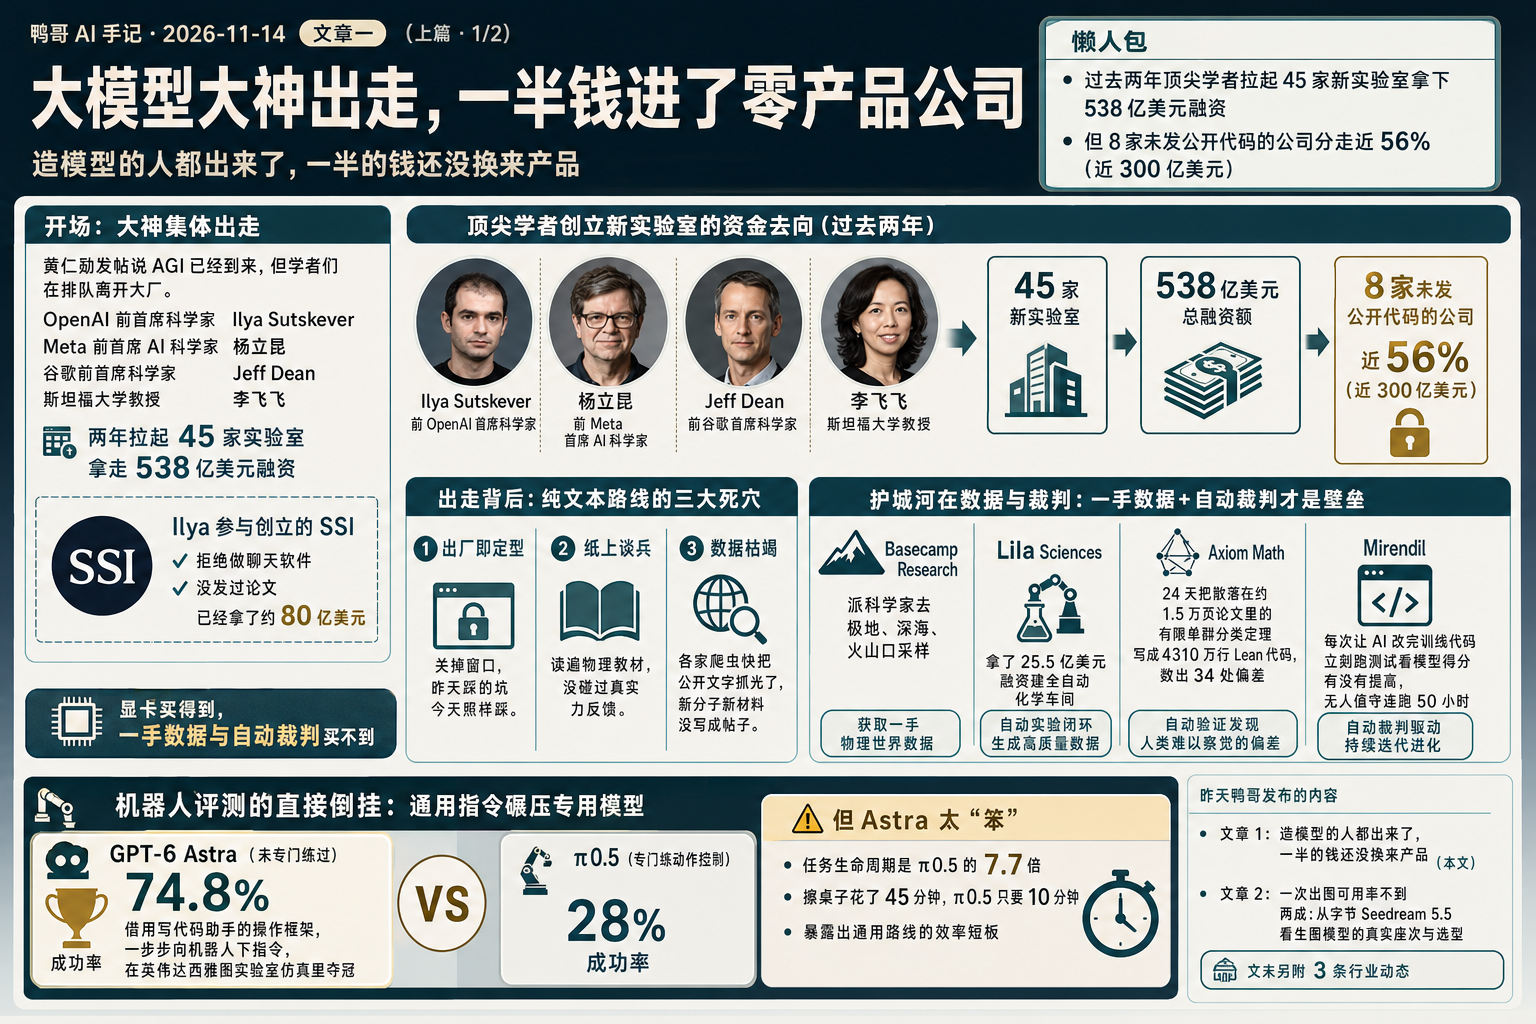 鸭哥 AI 手记 · 2026-11-14 文章一 (上篇 · 1/2)
大模型大神出走，一半钱进了零产品公司
造模型的人都出来了，一半的钱还没换来产品
懒人包
• 过去两年顶尖学者拉起 45 家新实验室拿下
538 亿美元融资
• 但 8 家未发公开代码的公司分走近 56%
(近 300 亿美元)
开场：大神集体出走
黄仁勋发帖说 AGI 已经到来，但学者们
在排队离开大厂。
OpenAI 前首席科学家 Ilya Sutskever
Meta 前首席 AI 科学家 杨立昆
谷歌前首席科学家 Jeff Dean
斯坦福大学教授 李飞飞
两年拉起 45 家实验室
拿走 538 亿美元融资
SSI
Ilya 参与创立的 SSI
✓ 拒绝做聊天软件
✓ 没发过论文
已经拿了约 80 亿美元
显卡买得到，
一手数据与自动裁判买不到
顶尖学者创立新实验室的资金去向（过去两年）
Ilya Sutskever
前 OpenAI 首席科学家
杨立昆
前 Meta
首席 AI 科学家
Jeff Dean
前谷歌首席科学家
李飞飞
斯坦福大学教授
45 家
新实验室
538 亿美元
总融资额
8 家未发
公开代码的公司
近 56%
(近 300 亿美元)
出走背后：纯文本路线的三大死穴
1 出厂即定型
关掉窗口，
昨天踩的坑
今天照样踩。
2 纸上谈兵
读遍物理教材，
没碰过真实
力反馈。
3 数据枯竭
各家爬虫快把
公开文字抓光了，
新分子新材料
没写成帖子。
护城河在数据与裁判：一手数据+自动裁判才是壁垒
Basecamp
Research
派科学家去
极地、深海、
火山口采样
获取一手
物理世界数据
Lila Sciences
拿了 25.5 亿美元
融资建全自动
化学车间
自动实验闭环
生成高质量数据
Axiom Math
24 天把散落在约
1.5 万页论文里的
有限单群分类定理
写成 4310 万行 Lean 代码，
数出 34 处偏差
自动验证发现
人类难以察觉的偏差
Mirendil
</>
每次让 AI 改完训练代码
立刻跑测试看模型得分
有没有提高，
无人值守连跑 50 小时
自动裁判驱动
持续迭代进化
机器人评测的直接倒挂：通用指令碾压专用模型
GPT-6 Astra (未专门练过)
74.8%
成功率
借用写代码助手的操作框架，
一步步向机器人下指令，
在英伟达西雅图实验室仿真里夺冠
VS
π0.5 (专门练动作控制)
28%
成功率
但 Astra 太“笨”
• 任务生命周期是 π0.5 的 7.7 倍
• 擦桌子花了 45 分钟，π0.5 只要 10 分钟
• 暴露出通用路线的效率短板
昨天鸭哥发布的内容
• 文章 1：造模型的人都出来了，
一半的钱还没换来产品 (本文)
• 文章 2：一次出图可用率不到
两成：从字节 Seedream 5.5
看生图模型的真实座次与选型
文末另附 3 条行业动态